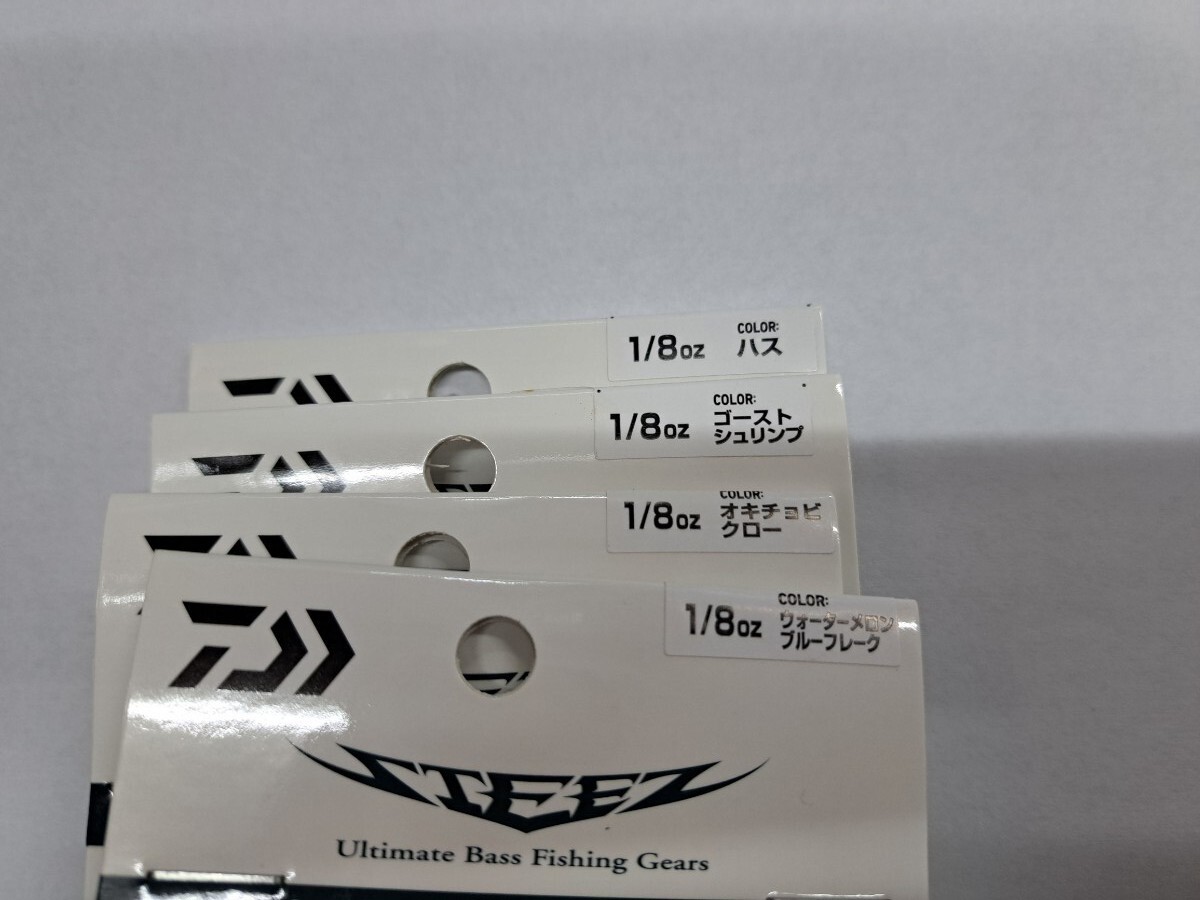 1/8oz
COLOR:
ハス
1/8oz
COLOR:
ゴースト
シュリンプ
1/8oz
COLOR:
オキチョビ
クロー
1/8oz
COLOR:
ウォーターメロン
ブルーフレーク
STEEZ
Ultimate Bass Fishing Gears